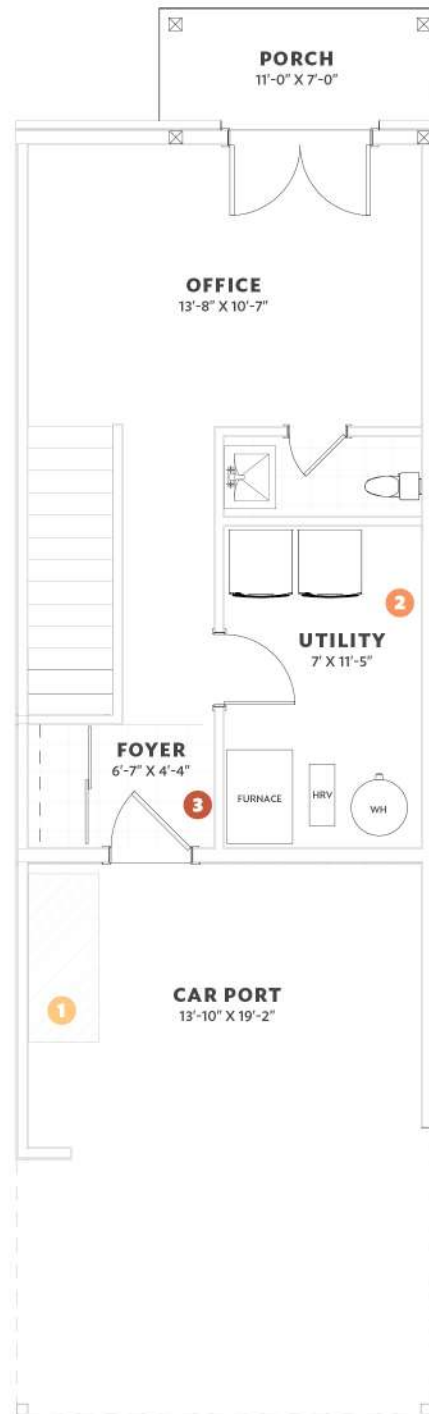 PORCH
11'-0" X 7'-0"
OFFICE
13'-8" X 10'-7"
2
UTILITY
7' X 11'-5"
FOYER
6'-7" X 4'-4"
3
FURNACE
HRV
WH
CAR PORT
13'-10" X 19'-2"
1